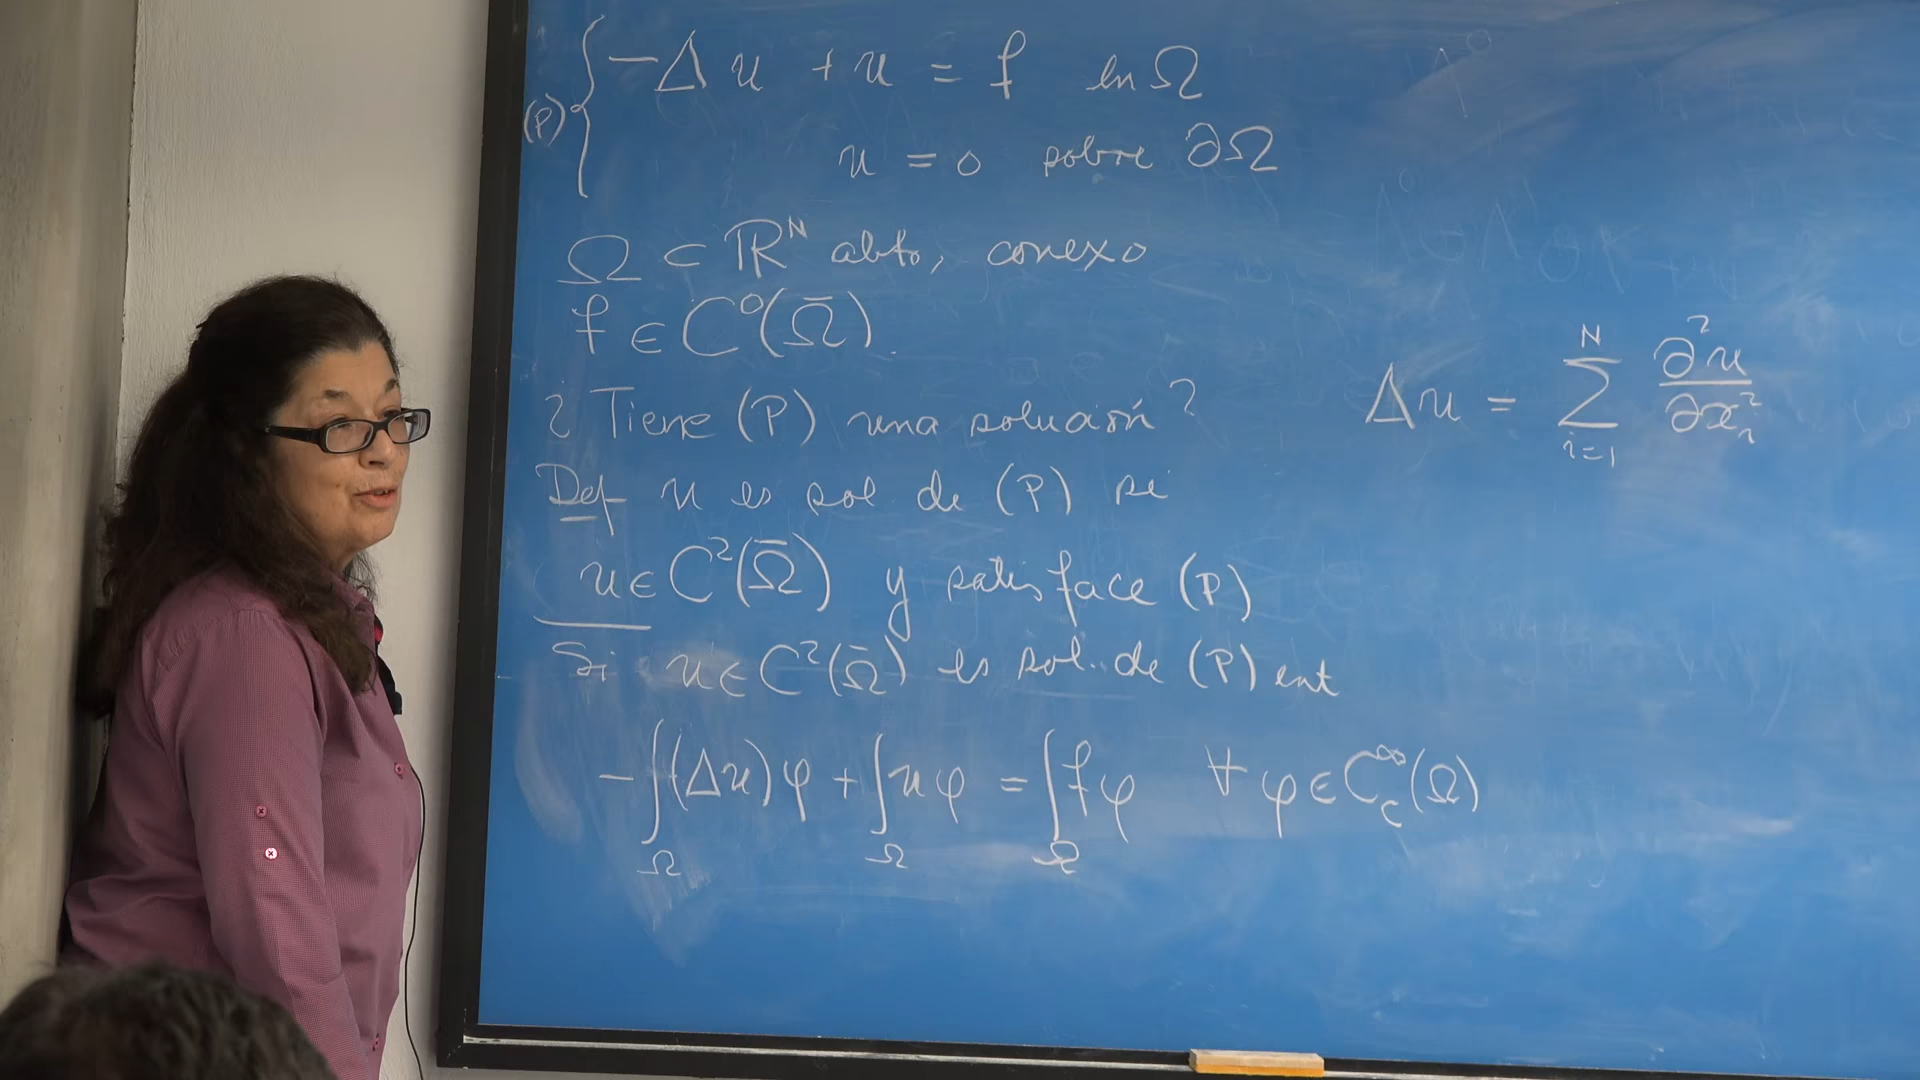 (P) { -Δu + u = f en Ω
u = 0 sobre ∂Ω
Ω ⊂ ℝᴺ abto, conexo
f ∈ C⁰(Ω̄).
¿ Tiene (P) una solución ?
Δu = ∑_{i=1}^{N} ∂²u/∂x_i²
Def u es sol de (P) si
u ∈ C²(Ω̄) y satisface (P)
Si u ∈ C²(Ω̄) es sol. de (P) ent
-∫_Ω (Δu)φ + ∫_Ω uφ = ∫_Ω fφ ∀ φ ∈ C_c^∞(Ω)